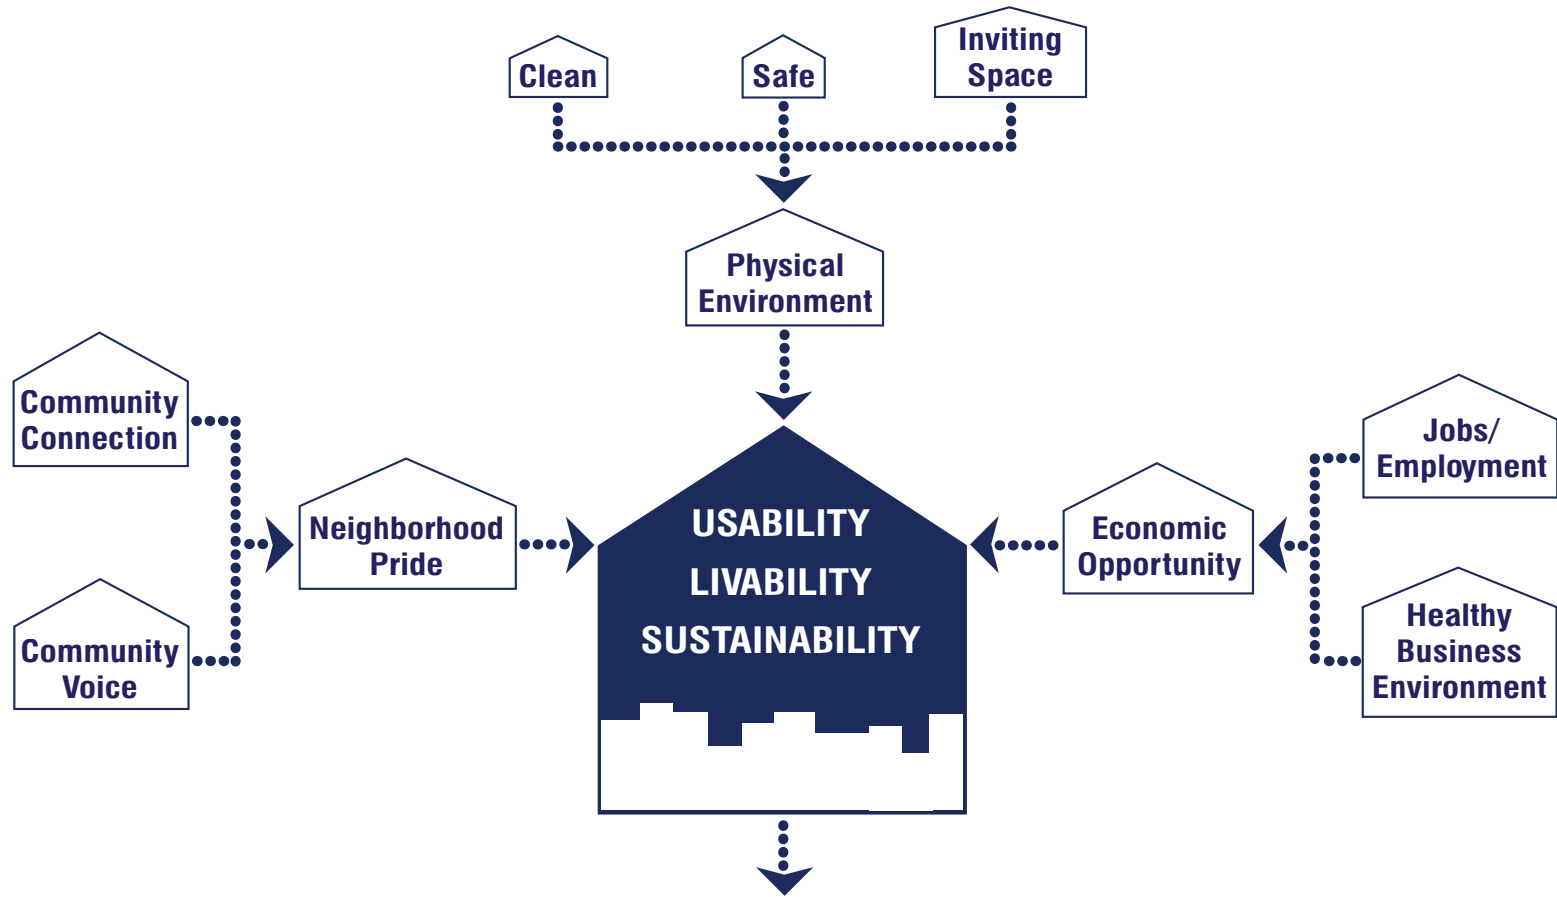 Clean
Safe
Inviting
Space
Physical
Environment
Community
Connection
Community
Voice
Neighborhood
Pride
USABILITY
LIVABILITY
SUSTAINABILITY
Economic
Opportunity
Jobs/
Employment
Healthy
Business
Environment